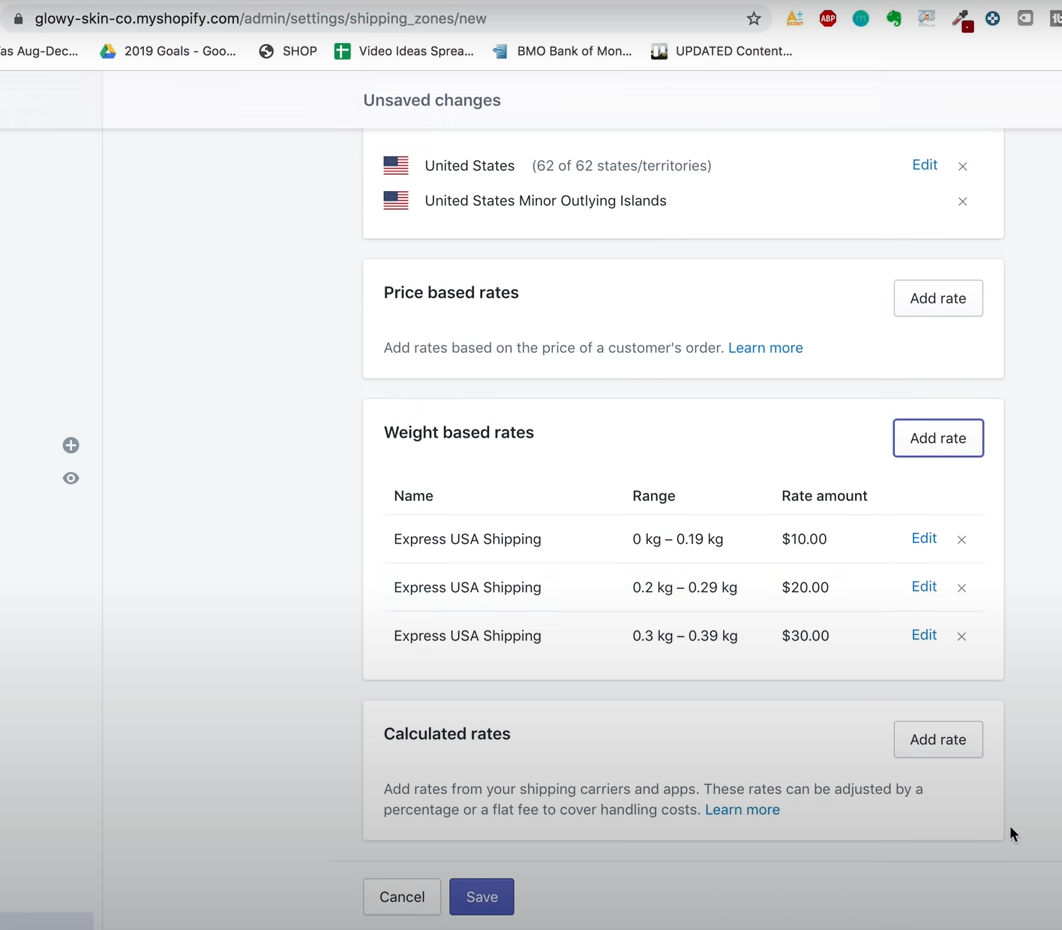 glowy-skin-co.myshopify.com/admin/settings/shipping_zones/new
ABP
as Aug-Dec... 2019 Goals - Goo... SHOP Video Ideas Sprea... BMO Bank of Mon... UPDATED Content...
Unsaved changes
United States (62 of 62 states/territories) Edit ×
United States Minor Outlying Islands ×
Price based rates Add rate
Add rates based on the price of a customer's order. Learn more
Weight based rates Add rate
Name Range Rate amount
Express USA Shipping 0 kg – 0.19 kg $10.00 Edit ×
Express USA Shipping 0.2 kg – 0.29 kg $20.00 Edit ×
Express USA Shipping 0.3 kg – 0.39 kg $30.00 Edit ×
Calculated rates Add rate
Add rates from your shipping carriers and apps. These rates can be adjusted by a
percentage or a flat fee to cover handling costs. Learn more
Cancel Save